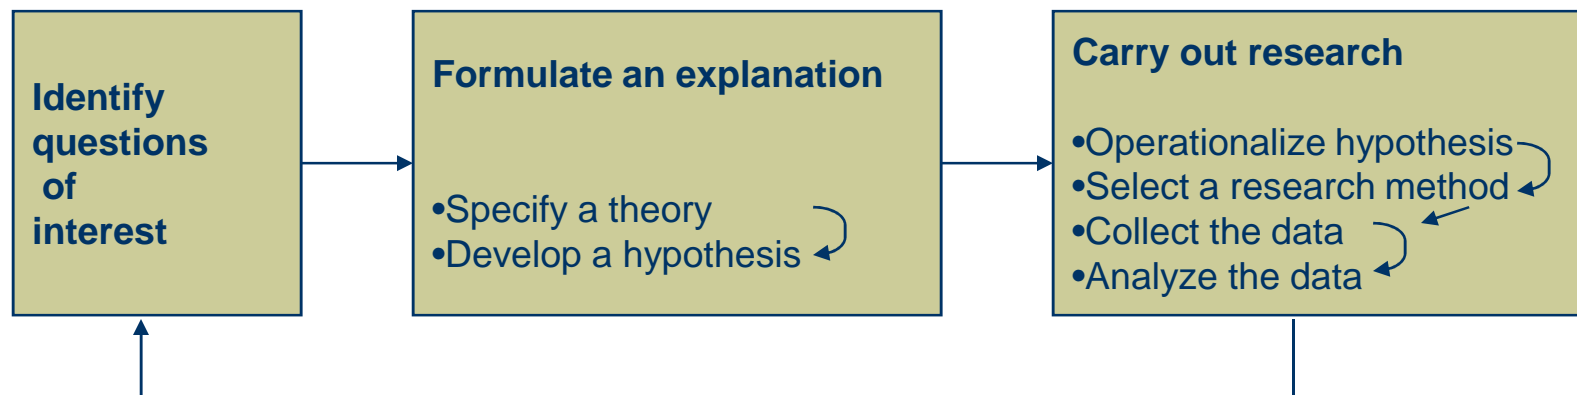 Identify
questions
of
interest
Formulate an explanation
•Specify a theory
•Develop a hypothesis
Carry out research
•Operationalize hypothesis
•Select a research method
•Collect the data
•Analyze the data